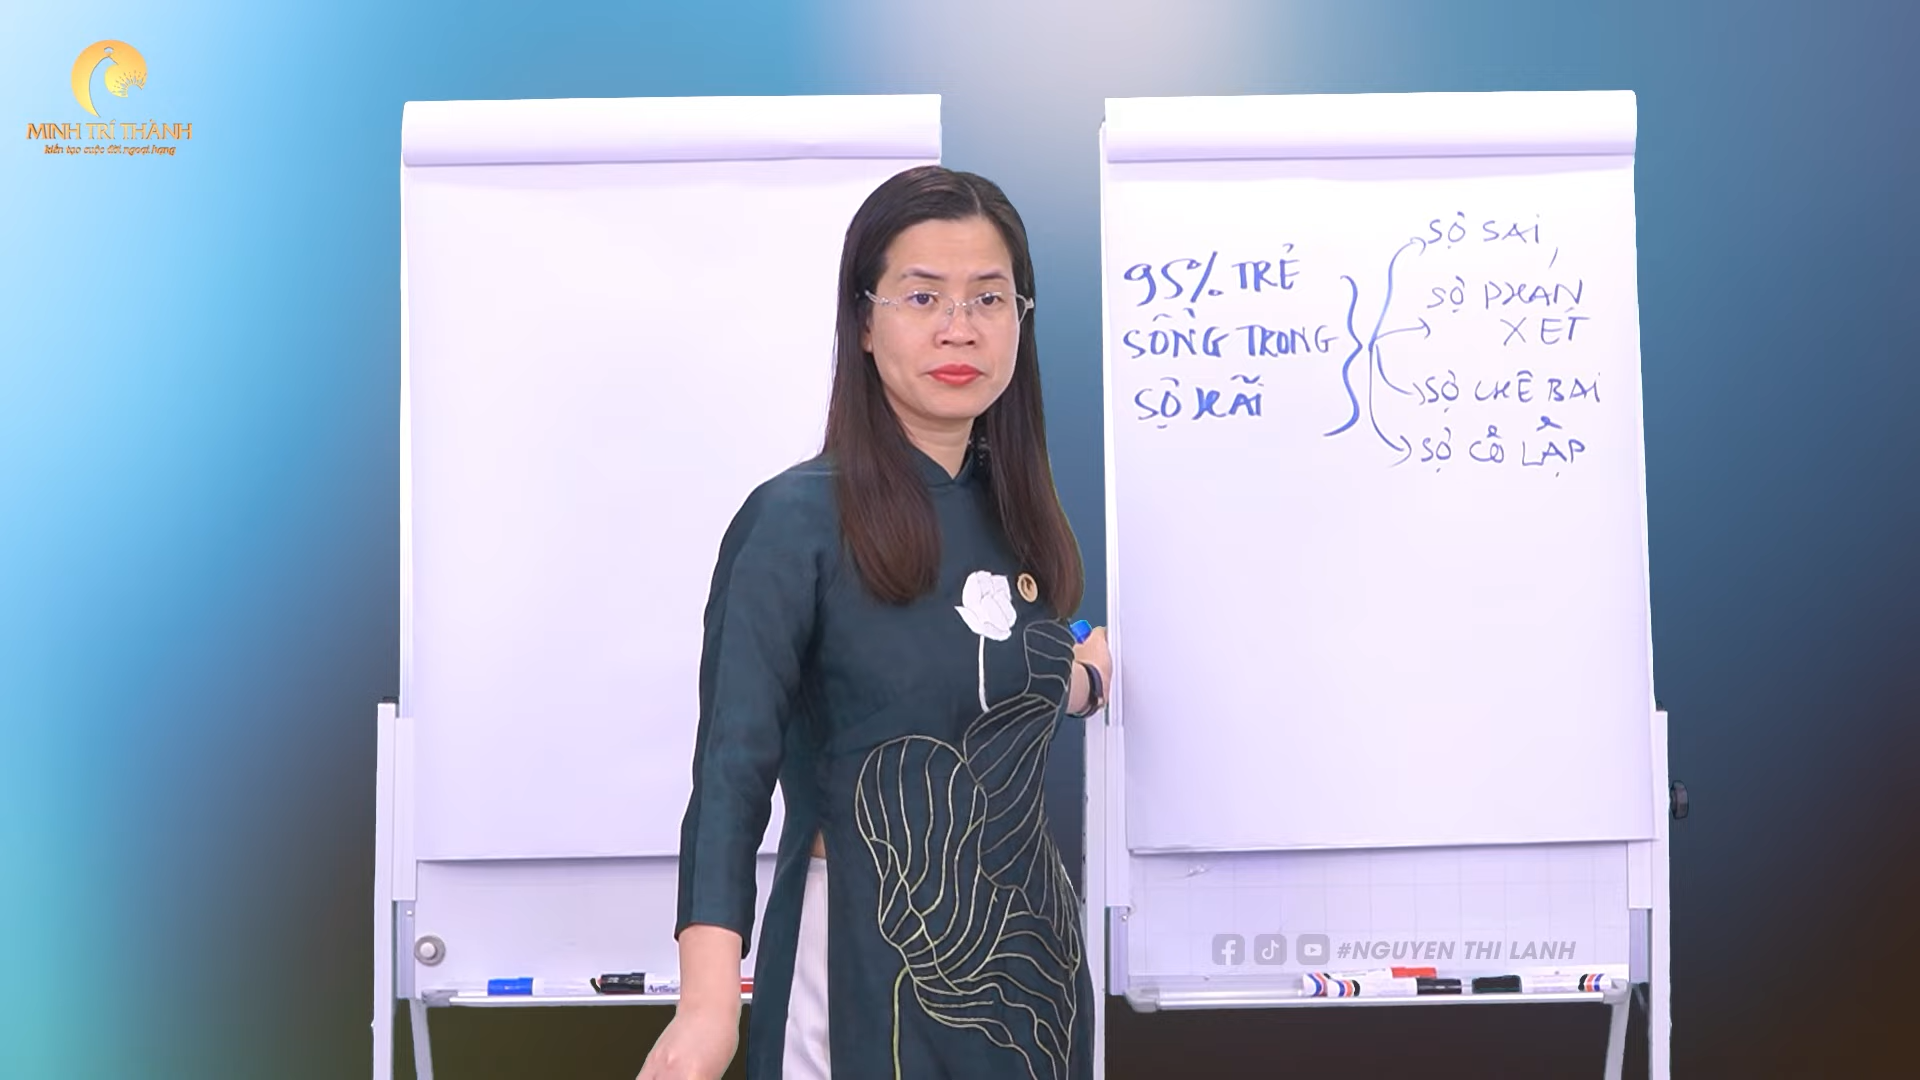 MINH TRÍ THÀNH
kiến tạo cuộc đời ngoại hạng
95% TRẺ
SỐNG TRONG
SỢ HÃI
SỢ SAI,
SỢ PHÁN
XÉT
SỢ CHÊ BAI
SỢ CÔ LẬP
#NGUYEN THI LANH